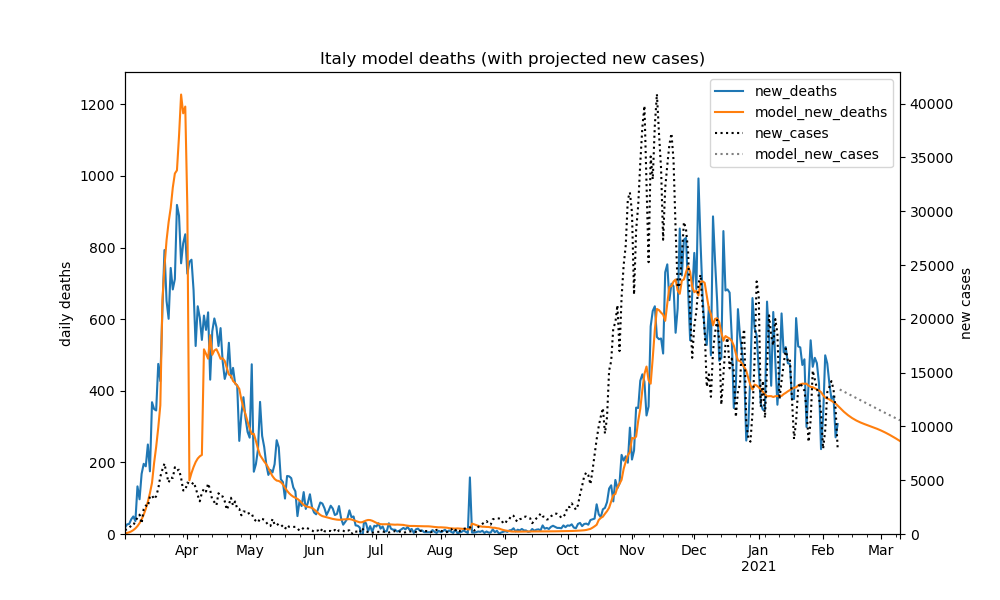 Italy model deaths (with projected new cases)
1200
1000
800
600
400
200
0
daily deaths
40000
35000
30000
25000
20000
15000
10000
5000
0
new cases
new_deaths
model_new_deaths
new_cases
model_new_cases
Apr May Jun Jul Aug Sep Oct Nov Dec Jan Feb Mar
2021